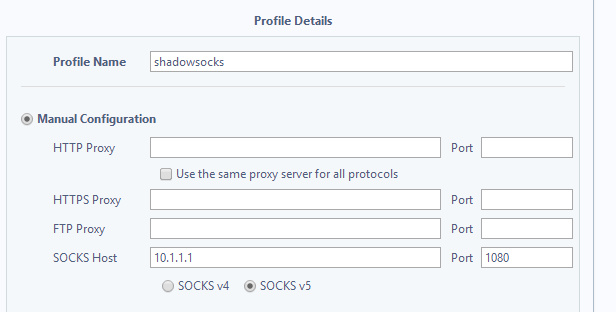 Profile Details
Profile Name shadowsocks
Manual Configuration
HTTP Proxy Port
Use the same proxy server for all protocols
HTTPS Proxy Port
FTP Proxy Port
SOCKS Host 10.1.1.1 Port 1080
SOCKS v4 SOCKS v5